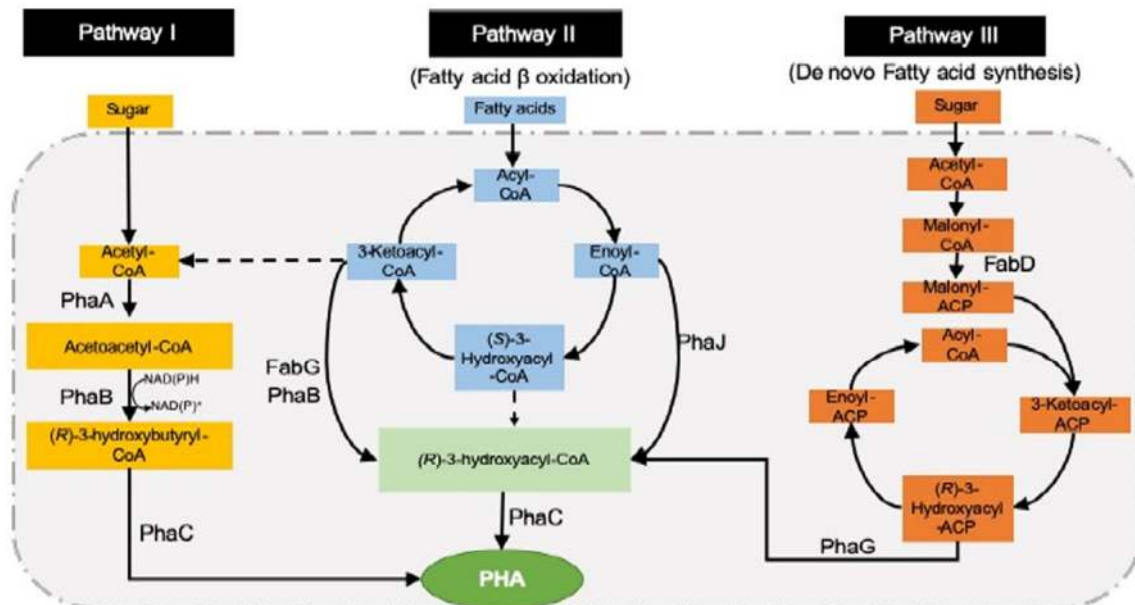 Pathway I
Sugar
Acetyl-
CoA
PhaA
Acetoacetyl-CoA
PhaB
NAD(P)H
NAD(P)⁺
(R)-3-hydroxybutyryl-
CoA
PhaC
Pathway II
(Fatty acid β oxidation)
Fatty acids
Acyl-
CoA
3-Ketoacyl-
CoA
Enoyl-
CoA
(S)-3-
Hydroxyacyl
-CoA
FabG
PhaB
PhaJ
(R)-3-hydroxyacyl-CoA
PhaC
PHA
Pathway III
(De novo Fatty acid synthesis)
Sugar
Acetyl-
CoA
Malonyl-
CoA
FabD
Malonyl-
ACP
Acyl-
CoA
Enoyl-
ACP
3-Ketoacyl-
ACP
(R)-3-
Hydroxyacyl
-ACP
PhaG